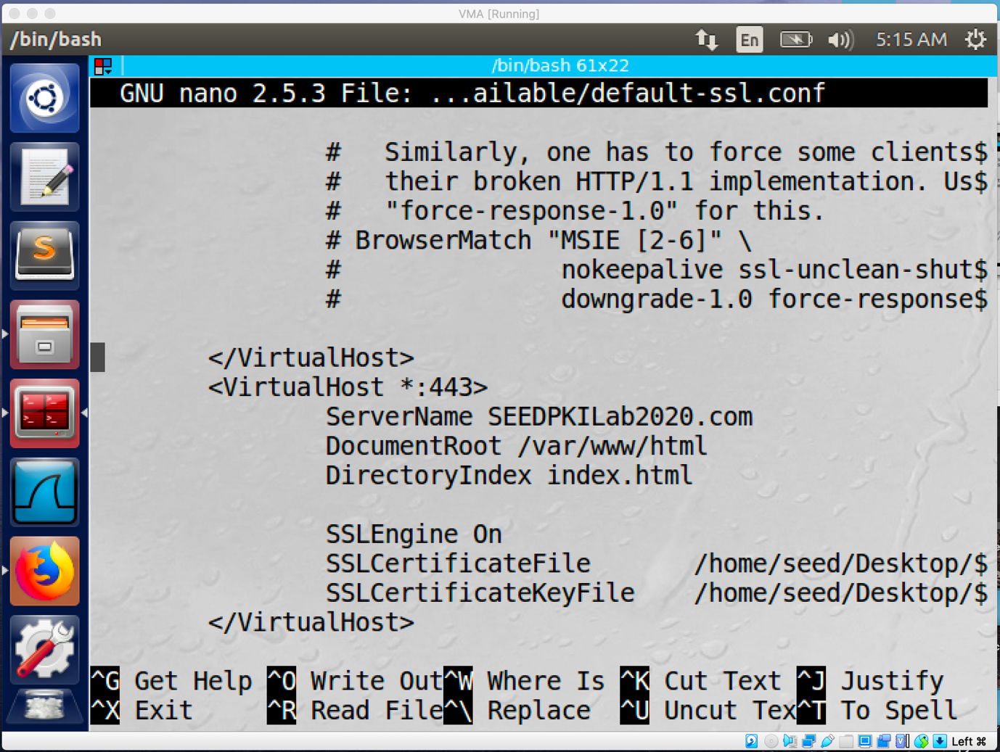 VMA [Running]
/bin/bash
En
5:15 AM
/bin/bash 61x22
GNU nano 2.5.3 File: ...ailable/default-ssl.conf
#   Similarly, one has to force some clients$
#   their broken HTTP/1.1 implementation. Us$
#   "force-response-1.0" for this.
# BrowserMatch "MSIE [2-6]" \
#               nokeepalive ssl-unclean-shut$
#               downgrade-1.0 force-response$
</VirtualHost>
<VirtualHost *:443>
ServerName SEEDPKILab2020.com
DocumentRoot /var/www/html
DirectoryIndex index.html
SSLEngine On
SSLCertificateFile       /home/seed/Desktop/$
SSLCertificateKeyFile    /home/seed/Desktop/$
</VirtualHost>
^G Get Help ^O Write Out ^W Where Is ^K Cut Text ^J Justify
^X Exit ^R Read File ^\ Replace ^U Uncut Tex ^T To Spell
Left ⌘